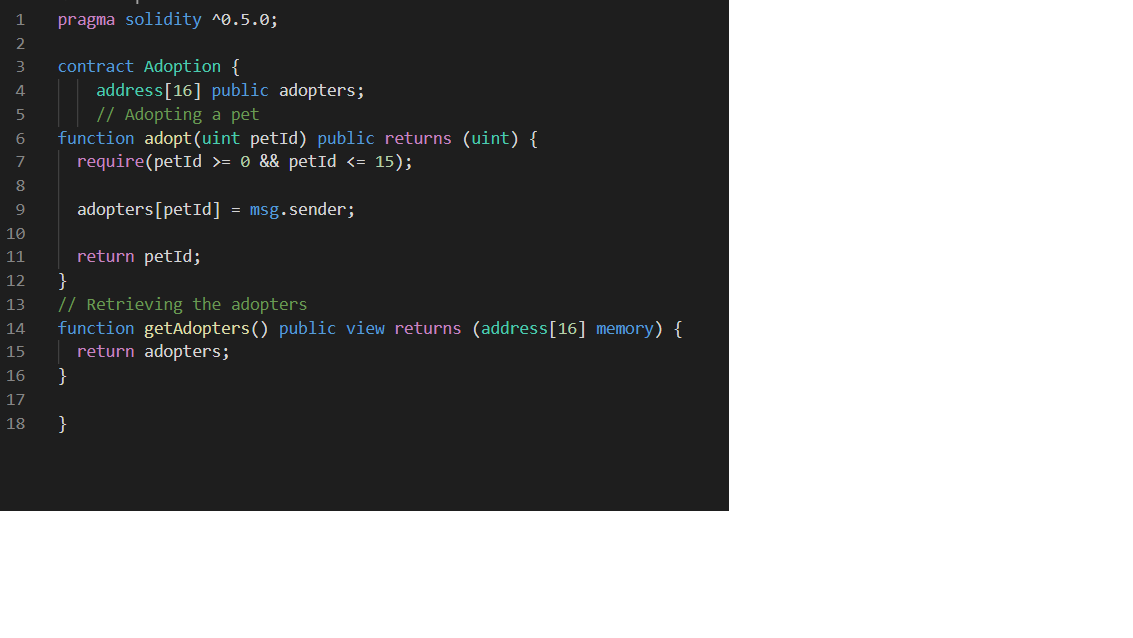 1 pragma solidity ^0.5.0;
2
3 contract Adoption {
4     address[16] public adopters;
5     // Adopting a pet
6 function adopt(uint petId) public returns (uint) {
7   require(petId >= 0 && petId <= 15);
8
9   adopters[petId] = msg.sender;
10
11   return petId;
12 }
13 // Retrieving the adopters
14 function getAdopters() public view returns (address[16] memory) {
15   return adopters;
16 }
17
18 }